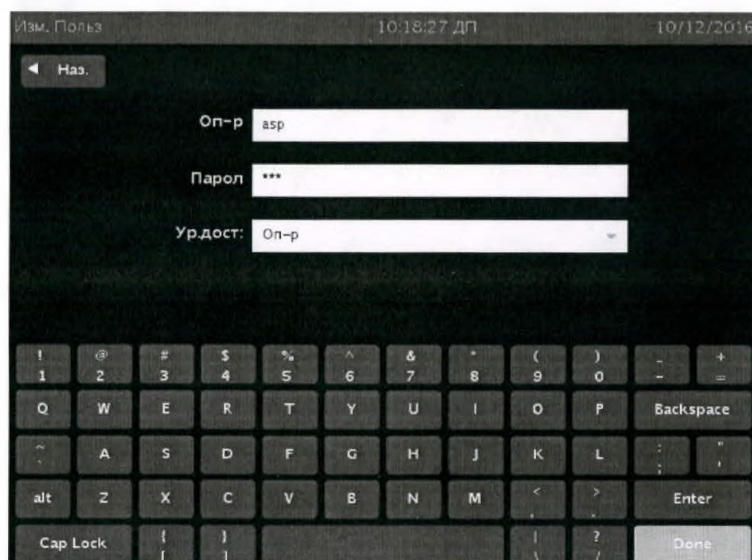 Изм. Польз 10:18:27 ДП 10/12/2016
◄ Наз.
Оп-р asp
Парол ***
Ур.дост: Оп-р
! @ # $ % ^ & * ( ) _ +
1 2 3 4 5 6 7 8 9 0 - =
Q W E R T Y U I O P Backspace
~ A S D F G H J K L : "
` ; '
alt Z X C V B N M < > Enter
, .
Cap Lock { } | ? Done
[ ]